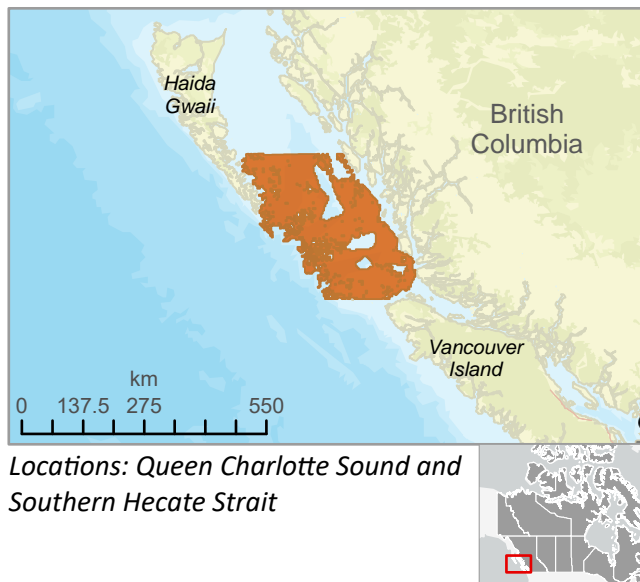 Haida
Gwaii
British
Columbia
Vancouver
Island
km
0 137.5 275 550
Locations: Queen Charlotte Sound and
Southern Hecate Strait